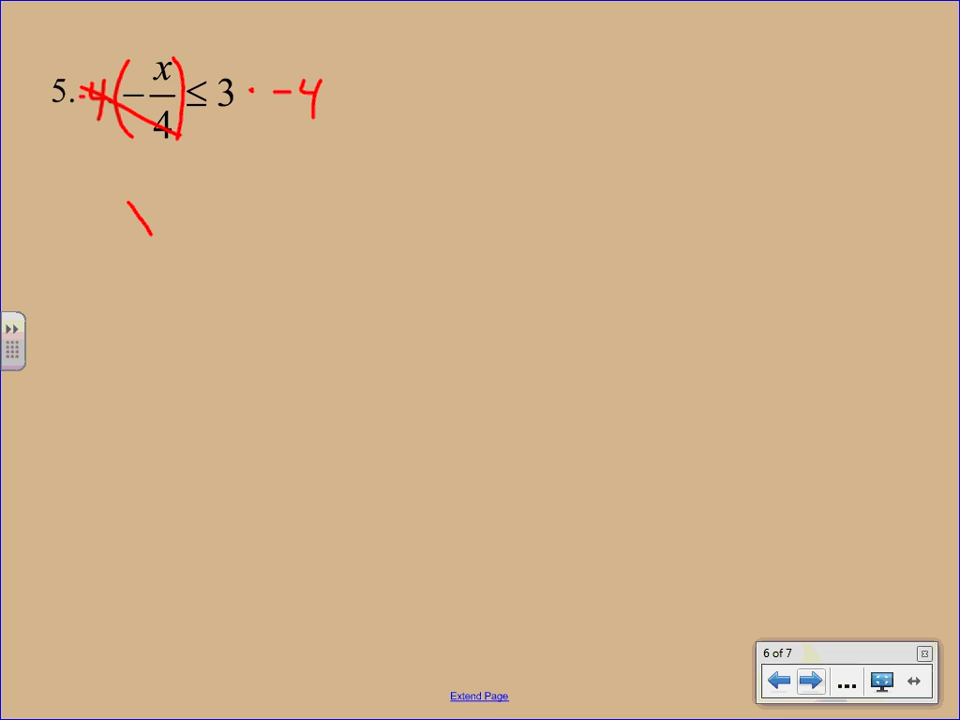 5. -4(-x/4) ≤ 3 · -4
6 of 7
...
Extend Page